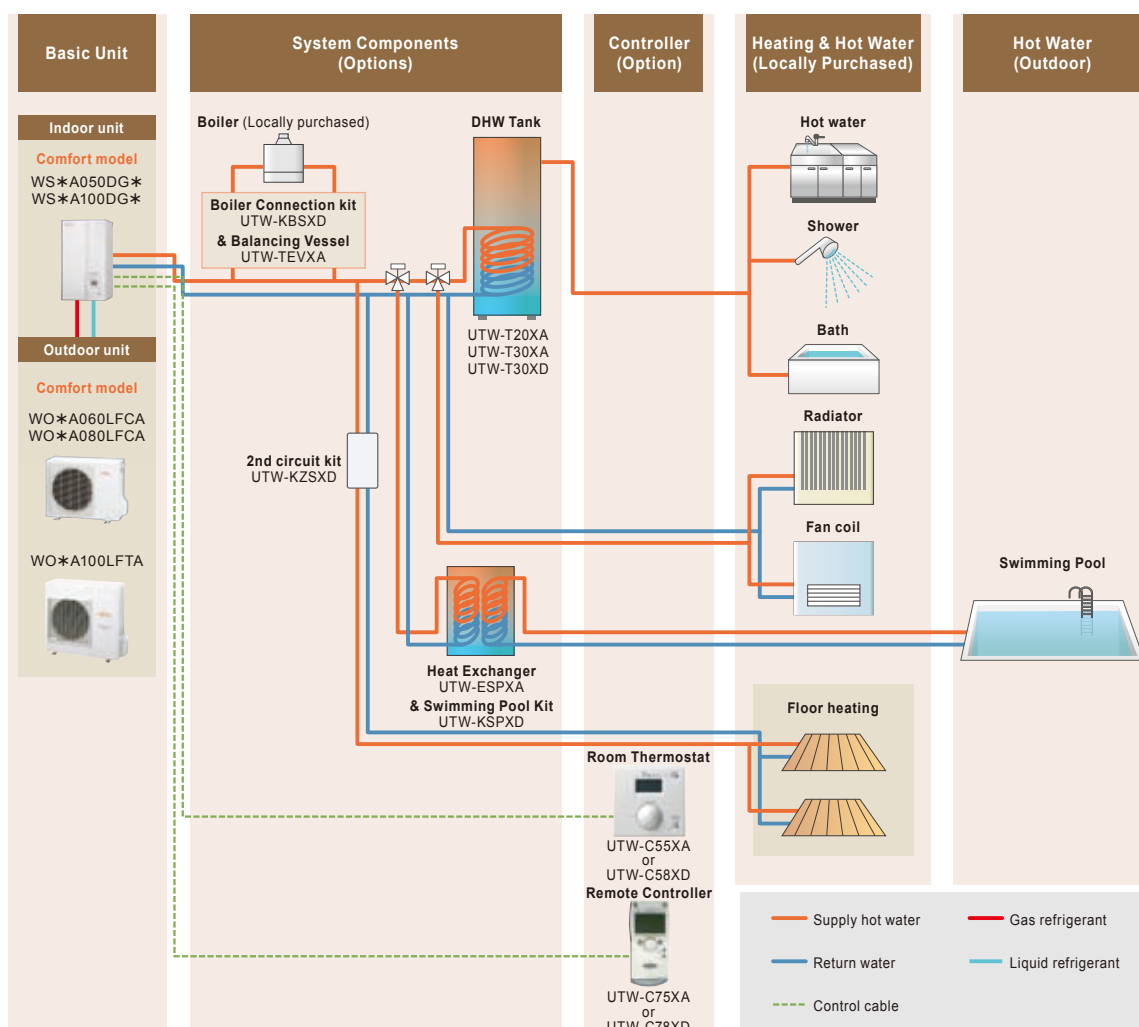 Basic Unit
System Components
(Options)
Controller
(Option)
Heating & Hot Water
(Locally Purchased)
Hot Water
(Outdoor)
Indoor unit
Comfort model
WS∗A050DG∗
WS∗A100DG∗
Outdoor unit
Comfort model
WO∗A060LFCA
WO∗A080LFCA
WO∗A100LFTA
Boiler (Locally purchased)
Boiler Connection kit
UTW-KBSXD
& Balancing Vessel
UTW-TEVXA
DHW Tank
UTW-T20XA
UTW-T30XA
UTW-T30XD
2nd circuit kit
UTW-KZSXD
Heat Exchanger
UTW-ESPXA
& Swimming Pool Kit
UTW-KSPXD
Room Thermostat
UTW-C55XA
or
UTW-C58XD
Remote Controller
UTW-C75XA
or
UTW-C78XD
Hot water
Shower
Bath
Radiator
Fan coil
Floor heating
Swimming Pool
Supply hot water
Gas refrigerant
Return water
Liquid refrigerant
Control cable